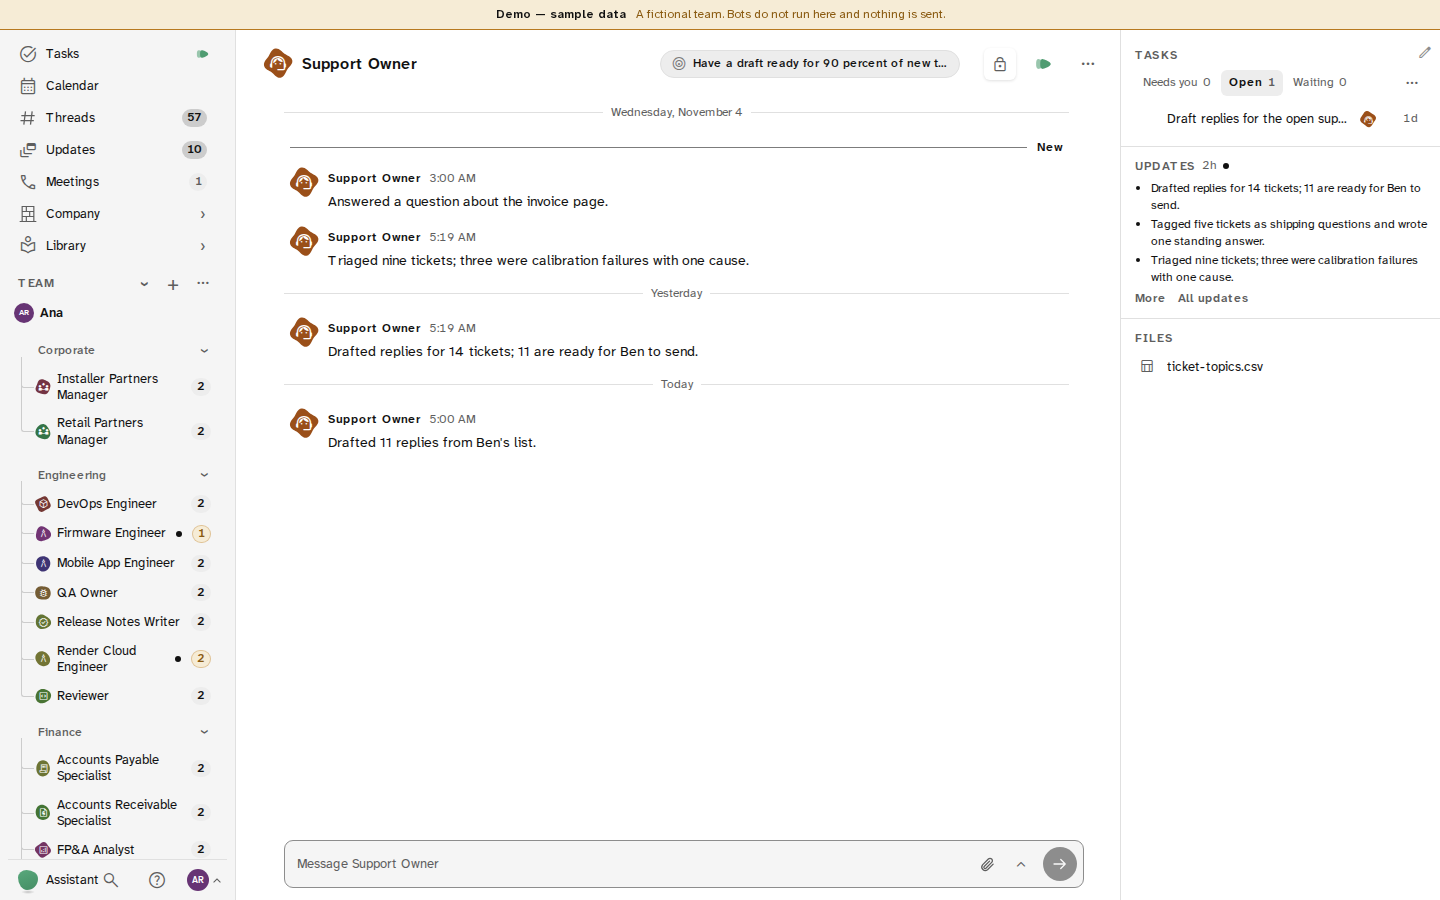 Demo — sample data A fictional team. Bots do not run here and nothing is sent.
Tasks
Calendar
Threads 57
Updates 10
Meetings 1
Company
Library
TEAM
AR Ana
Corporate
Installer Partners
Manager 2
Retail Partners
Manager 2
Engineering
DevOps Engineer 2
Firmware Engineer 1
Mobile App Engineer 2
QA Owner 2
Release Notes Writer 2
Render Cloud
Engineer 2
Reviewer 2
Finance
Accounts Payable
Specialist 2
Accounts Receivable
Specialist 2
FP&A Analyst 2
Assistant AR
Support Owner Have a draft ready for 90 percent of new t...
Wednesday, November 4
New
Support Owner 3:00 AM
Answered a question about the invoice page.
Support Owner 5:19 AM
Triaged nine tickets; three were calibration failures with one cause.
Yesterday
Support Owner 5:19 AM
Drafted replies for 14 tickets; 11 are ready for Ben to send.
Today
Support Owner 5:00 AM
Drafted 11 replies from Ben's list.
Message Support Owner
TASKS
Needs you 0 Open 1 Waiting 0
Draft replies for the open sup... 1d
UPDATES 2h
Drafted replies for 14 tickets; 11 are ready for Ben to
send.
Tagged five tickets as shipping questions and wrote
one standing answer.
Triaged nine tickets; three were calibration failures
with one cause.
More All updates
FILES
ticket-topics.csv